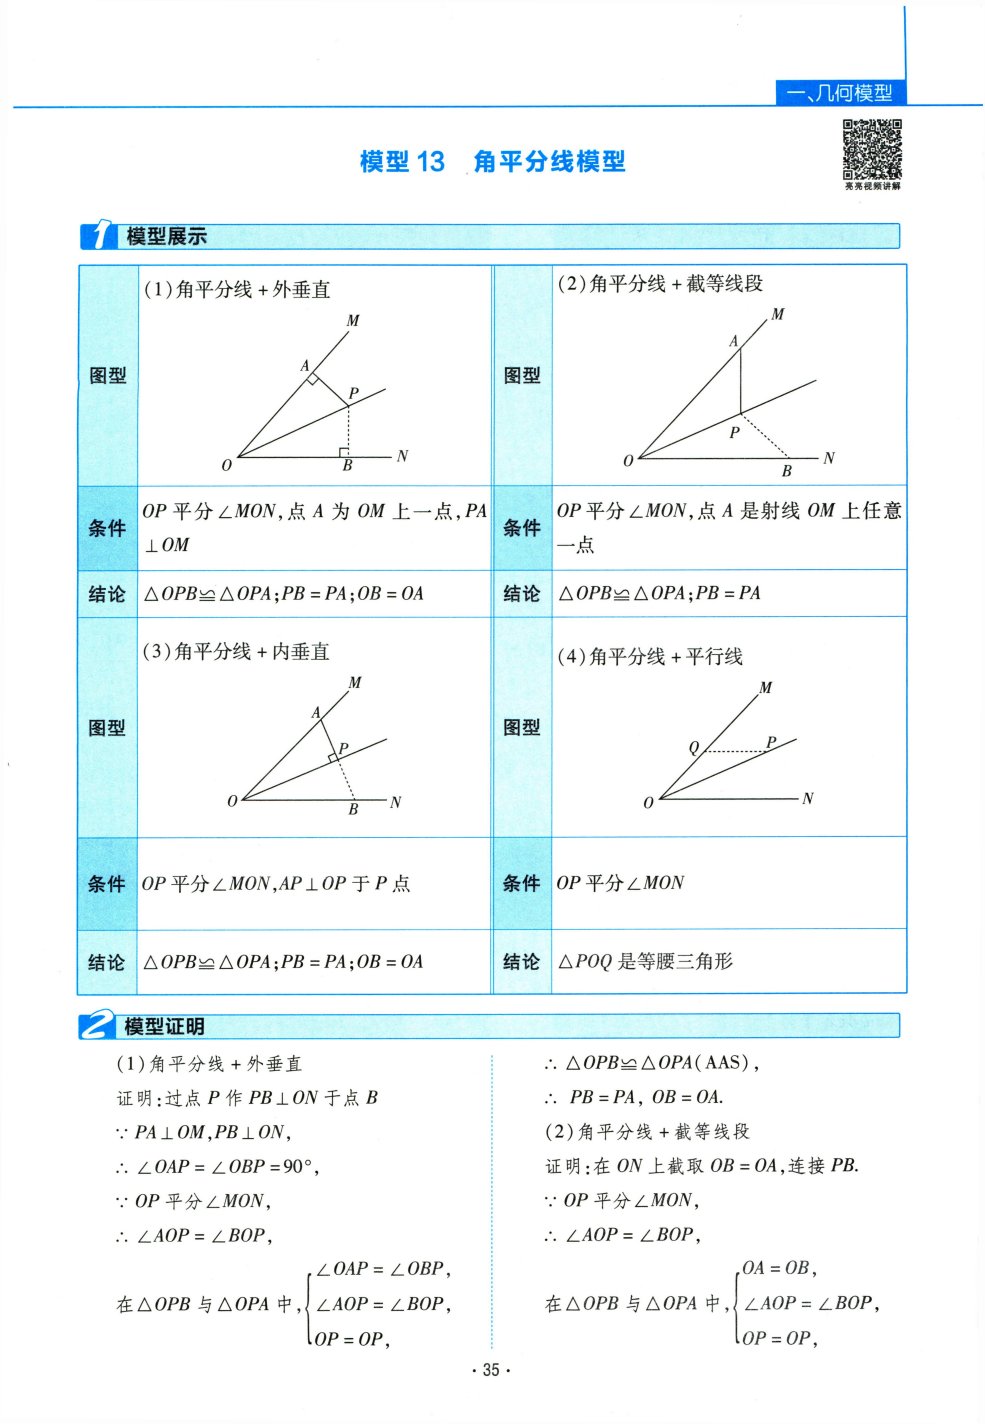 一、几何模型
亮亮视频讲解
模型 13 角平分线模型
1 模型展示
图型
(1)角平分线 + 外垂直
M
A
P
O
B
N
图型
(2)角平分线 + 截等线段
M
A
P
O
B
N
条件
OP 平分∠MON,点 A 为 OM 上一点,PA
⊥OM
条件
OP 平分∠MON,点 A 是射线 OM 上任意
一点
结论
△OPB≌△OPA;PB = PA;OB = OA
结论
△OPB≌△OPA;PB = PA
图型
(3)角平分线 + 内垂直
M
A
P
O
B
N
图型
(4)角平分线 + 平行线
M
Q
P
O
N
条件
OP 平分∠MON,AP⊥OP 于 P 点
条件
OP 平分∠MON
结论
△OPB≌△OPA;PB = PA;OB = OA
结论
△POQ 是等腰三角形
2 模型证明
(1)角平分线 + 外垂直
证明:过点 P 作 PB⊥ON 于点 B
∵ PA⊥OM,PB⊥ON,
∴ ∠OAP = ∠OBP = 90°,
∵ OP 平分∠MON,
∴ ∠AOP = ∠BOP,
∠OAP = ∠OBP,
在△OPB 与△OPA 中,∠AOP = ∠BOP,
OP = OP,
∴ △OPB≌△OPA(AAS),
∴ PB = PA, OB = OA.
(2)角平分线 + 截等线段
证明:在 ON 上截取 OB = OA,连接 PB.
∵ OP 平分∠MON,
∴ ∠AOP = ∠BOP,
OA = OB,
在△OPB 与△OPA 中,∠AOP = ∠BOP,
OP = OP,
· 35 ·